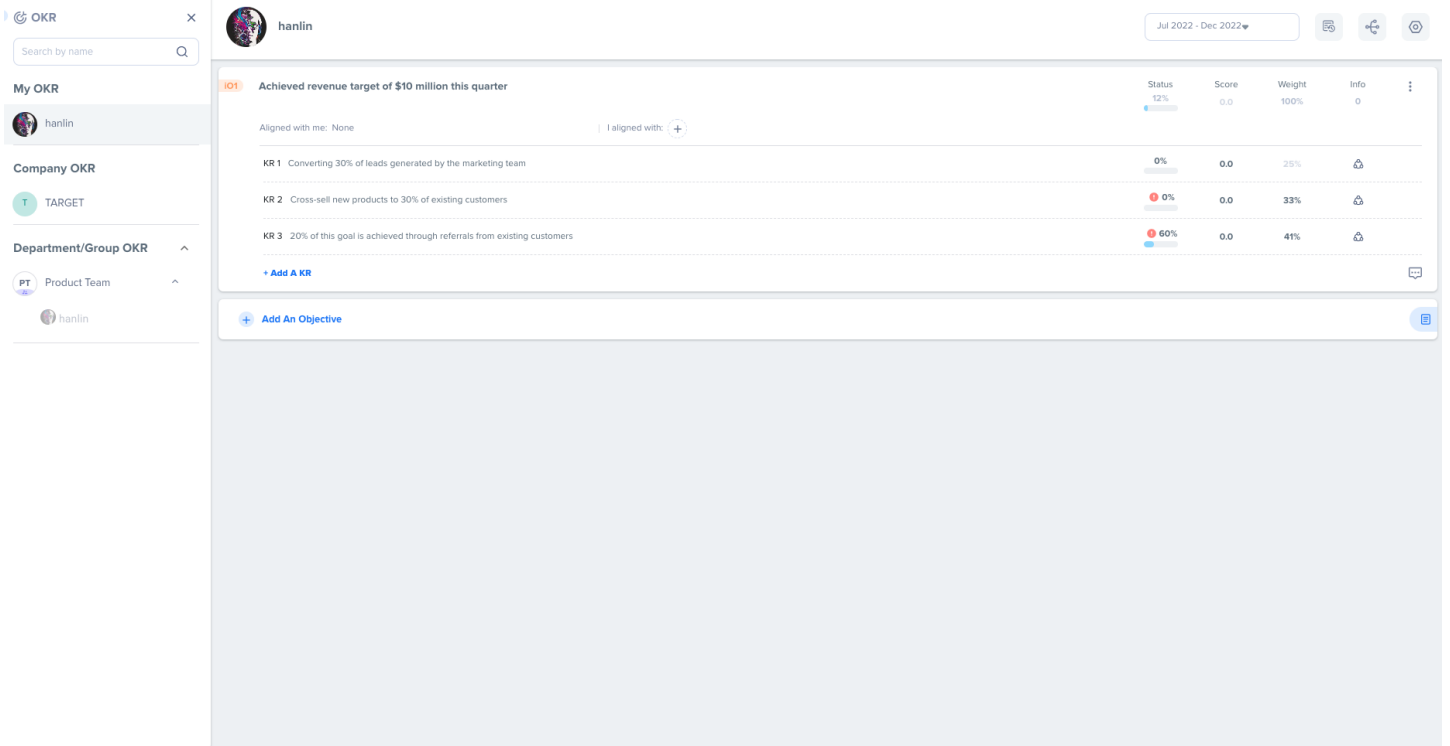 OKR
Search by name
My OKR
hanlin
Company OKR
T TARGET
Department/Group OKR
PT Product Team
hanlin
hanlin
Jul 2022 - Dec 2022
iO1 Achieved revenue target of $10 million this quarter
Status Score Weight Info
12% 0.0 100% 0
Aligned with me: None I aligned with:
KR 1 Converting 30% of leads generated by the marketing team 0% 0.0 25%
KR 2 Cross-sell new products to 30% of existing customers 0% 0.0 33%
KR 3 20% of this goal is achieved through referrals from existing customers 60% 0.0 41%
+ Add A KR
Add An Objective